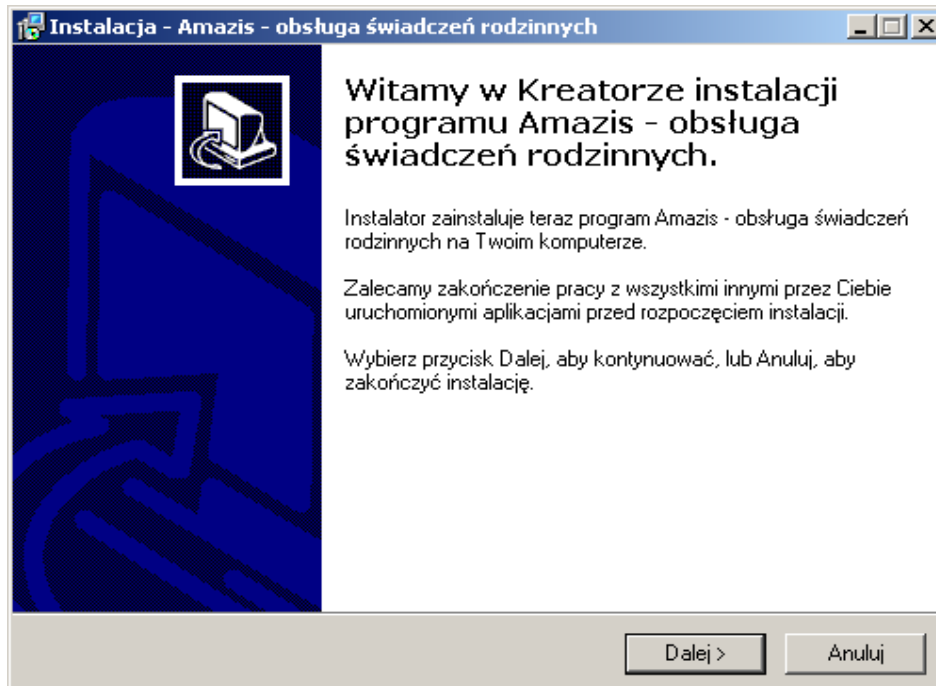 Instalacja - Amazis - obsługa świadczeń rodzinnych
Witamy w Kreatorze instalacji
programu Amazis - obsługa
świadczeń rodzinnych.
Instalator zainstaluje teraz program Amazis - obsługa świadczeń
rodzinnych na Twoim komputerze.
Zalecamy zakończenie pracy z wszystkimi innymi przez Ciebie
uruchomionymi aplikacjami przed rozpoczęciem instalacji.
Wybierz przycisk Dalej, aby kontynuować, lub Anuluj, aby
zakończyć instalację.
Dalej >
Anuluj